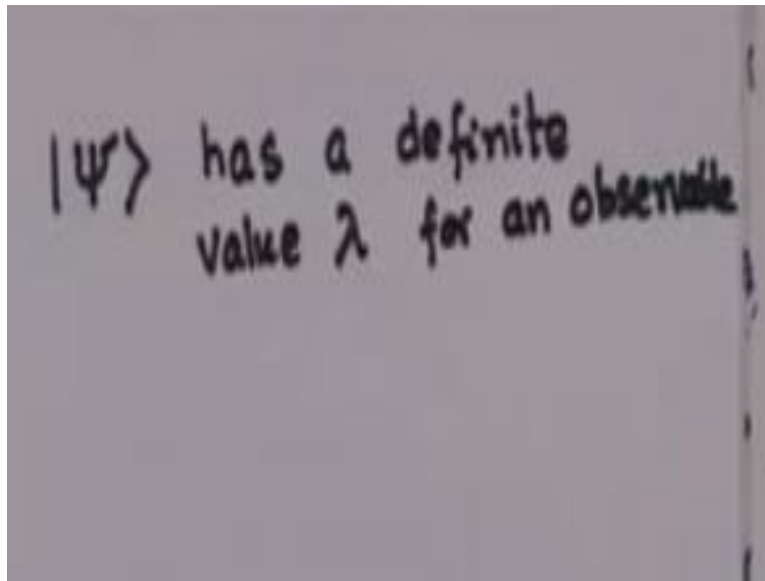 |ψ⟩ has a definite
value λ for an observable